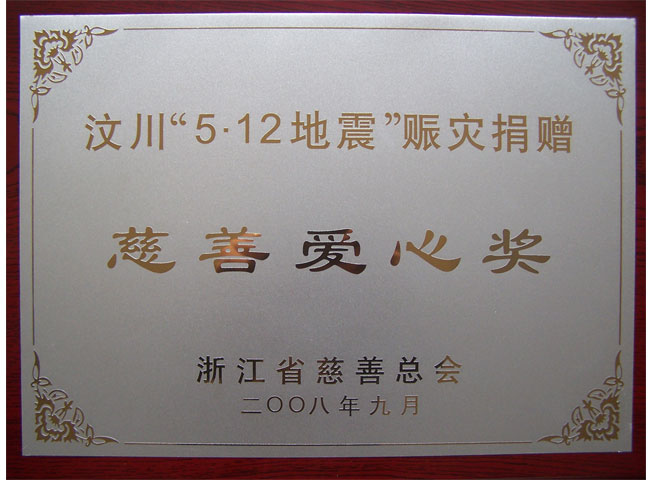 汶川“5·12地震”赈灾捐赠
慈善爱心奖
浙江省慈善总会
二〇〇八年九月